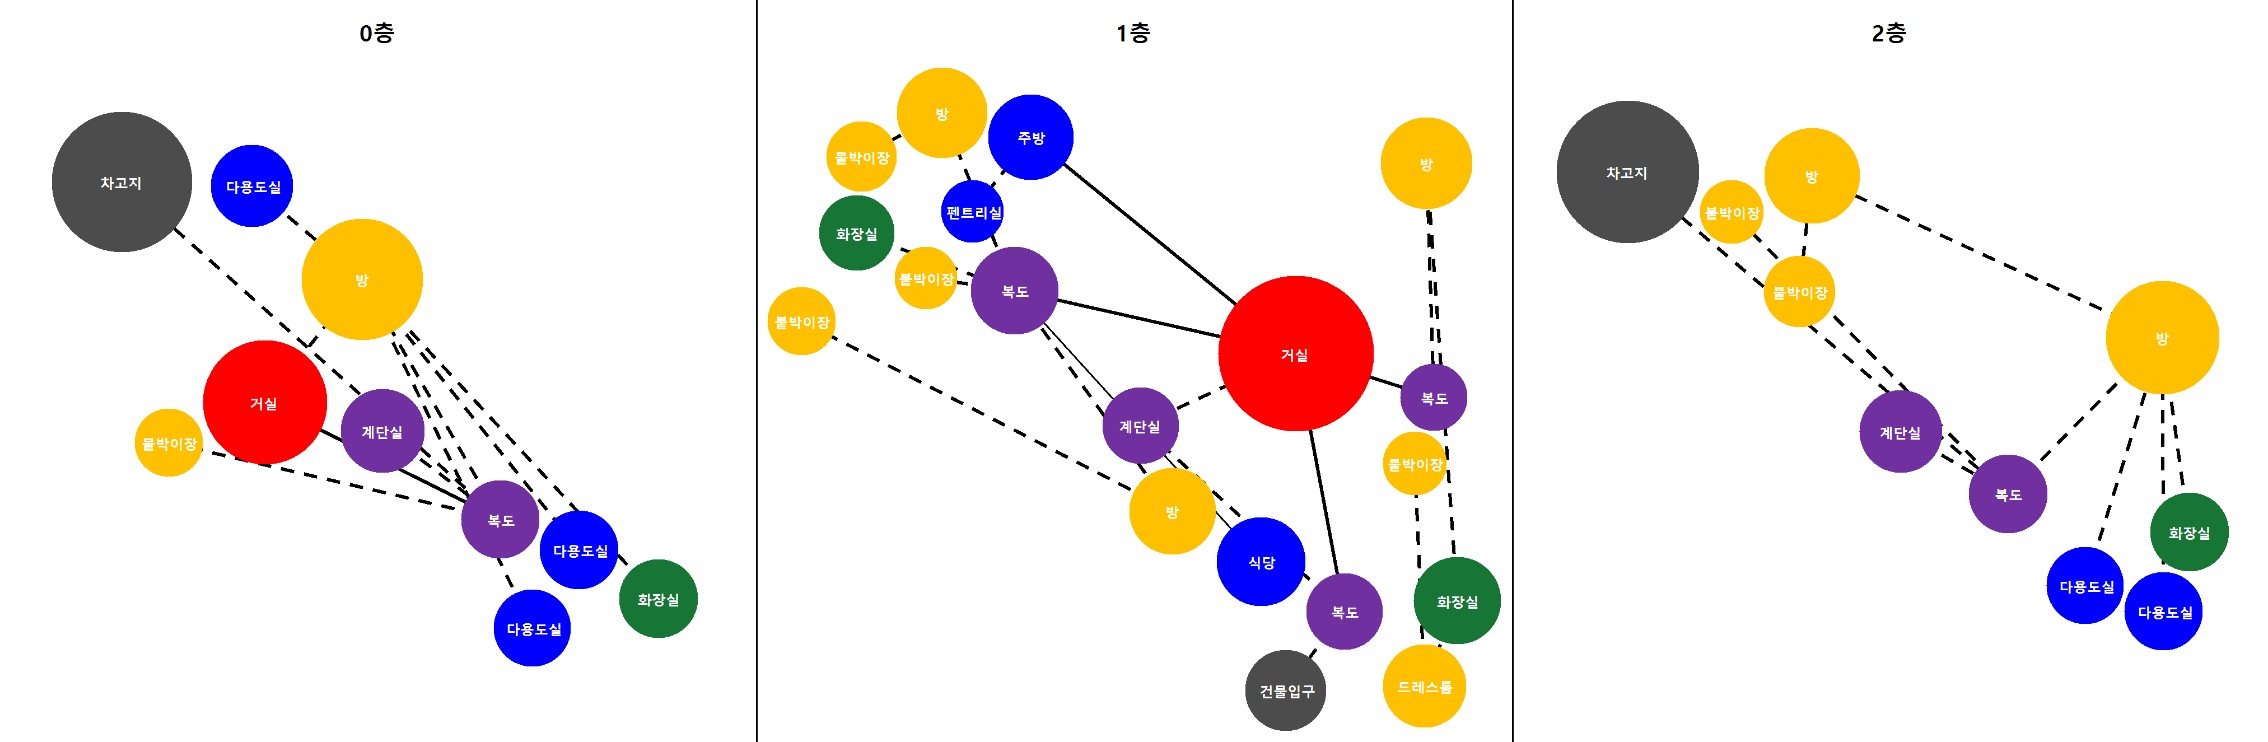 0층
차고지
다용도실
방
거실
계단실
붙박이장
복도
다용도실
화장실
다용도실
1층
방
주방
붙박이장
방
펜트리실
화장실
붙박이장
복도
붙박이장
거실
복도
계단실
붙박이장
방
식당
화장실
복도
건물입구
드레스룸
2층
차고지
방
붙박이장
붙박이장
방
계단실
복도
화장실
다용도실
다용도실